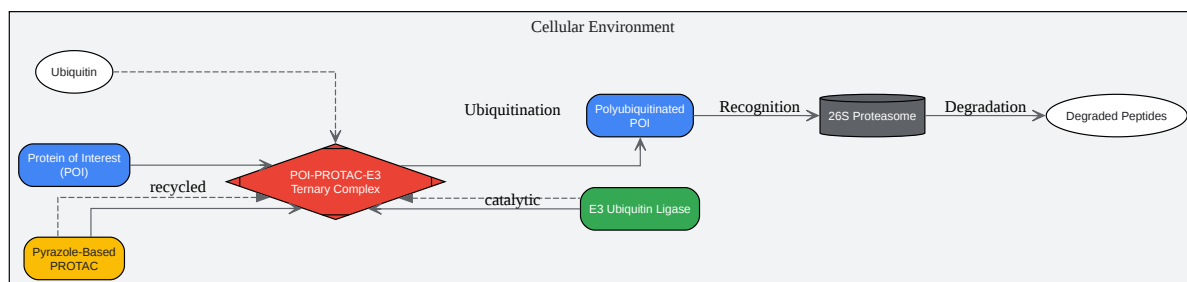 Cellular Environment
Ubiquitin
Ubiquitination
Polyubiquitinated
POI
Recognition
26S Proteasome
Degradation
Degraded Peptides
Protein of Interest
(POI)
recycled
POI-PROTAC-E3
Ternary Complex
catalytic
E3 Ubiquitin Ligase
Pyrazole-Based
PROTAC